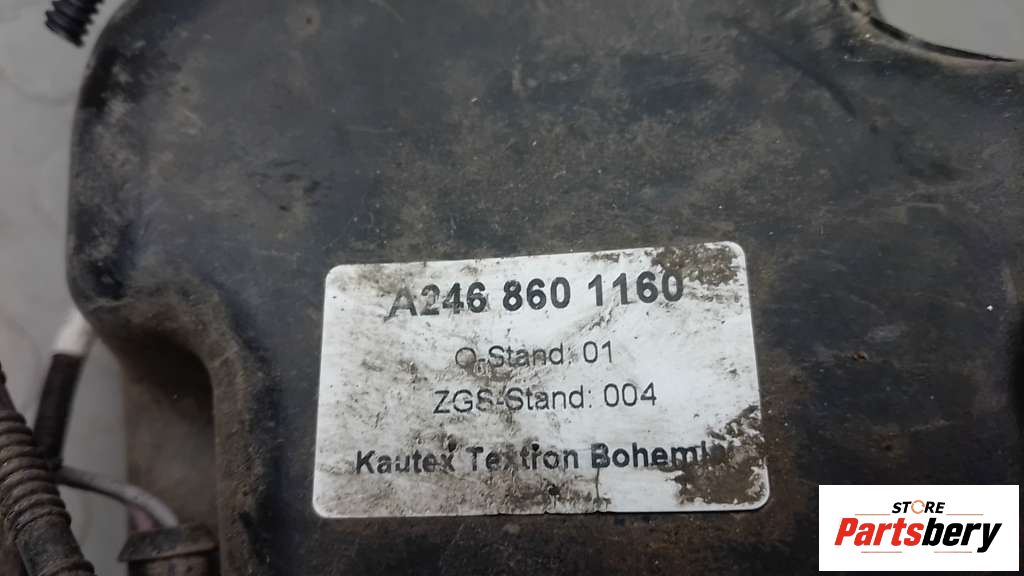 A246 860 1160
Q-Stand: 01
ZGS-Stand: 004
Kautex Textron Bohemia
STORE
Partsbery